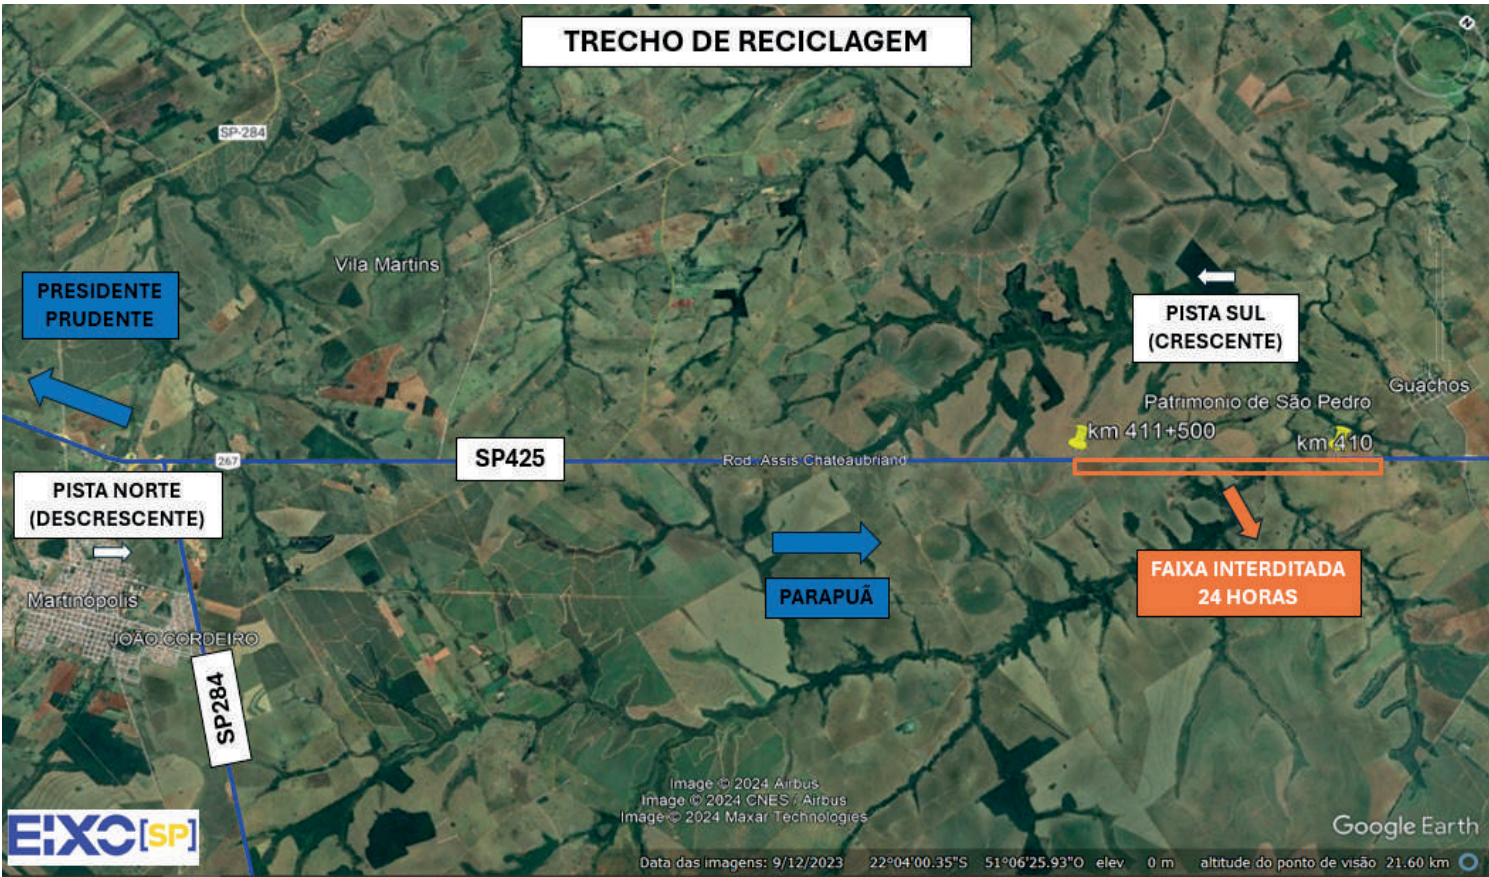 TRECHO DE RECICLAGEM
N
SP-284
Vila Martins
PRESIDENTE
PRUDENTE
PISTA SUL
(CRESCENTE)
Guachos
Patrimonio de São Pedro
km 411+500
km 410
267
SP425
Rod. Assis Chateaubriand
PISTA NORTE
(DESCRESCENTE)
FAIXA INTERDITADA
24 HORAS
PARAPUÃ
Martinópolis
JOÃO CORDEIRO
SP284
Image © 2024 Airbus
Image © 2024 CNES / Airbus
Image © 2024 Maxar Technologies
EIXO[SP]
Google Earth
Data das imagens: 9/12/2023 22°04'00.35"S 51°06'25.93"O elev 0 m altitude do ponto de visão 21.60 km